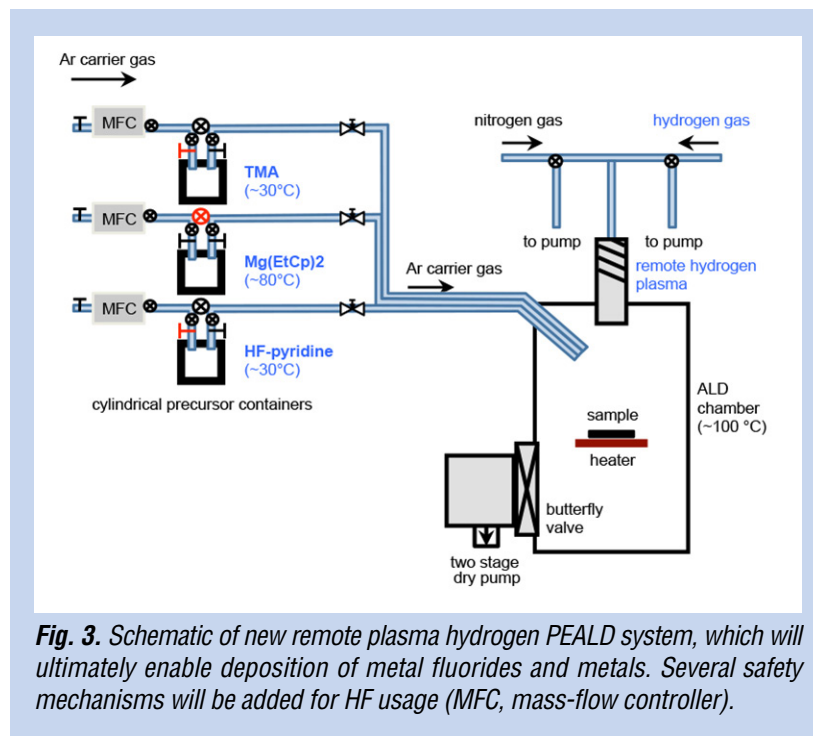 Ar carrier gas
MFC
TMA
(~30°C)
MFC
Mg(EtCp)2
(~80°C)
MFC
HF-pyridine
(~30°C)
cylindrical precursor containers
Ar carrier gas
nitrogen gas
hydrogen gas
to pump
to pump
remote hydrogen
plasma
ALD
chamber
(~100 °C)
sample
heater
butterfly
valve
two stage
dry pump
Fig. 3. Schematic of new remote plasma hydrogen PEALD system, which will
ultimately enable deposition of metal fluorides and metals. Several safety
mechanisms will be added for HF usage (MFC, mass-flow controller).